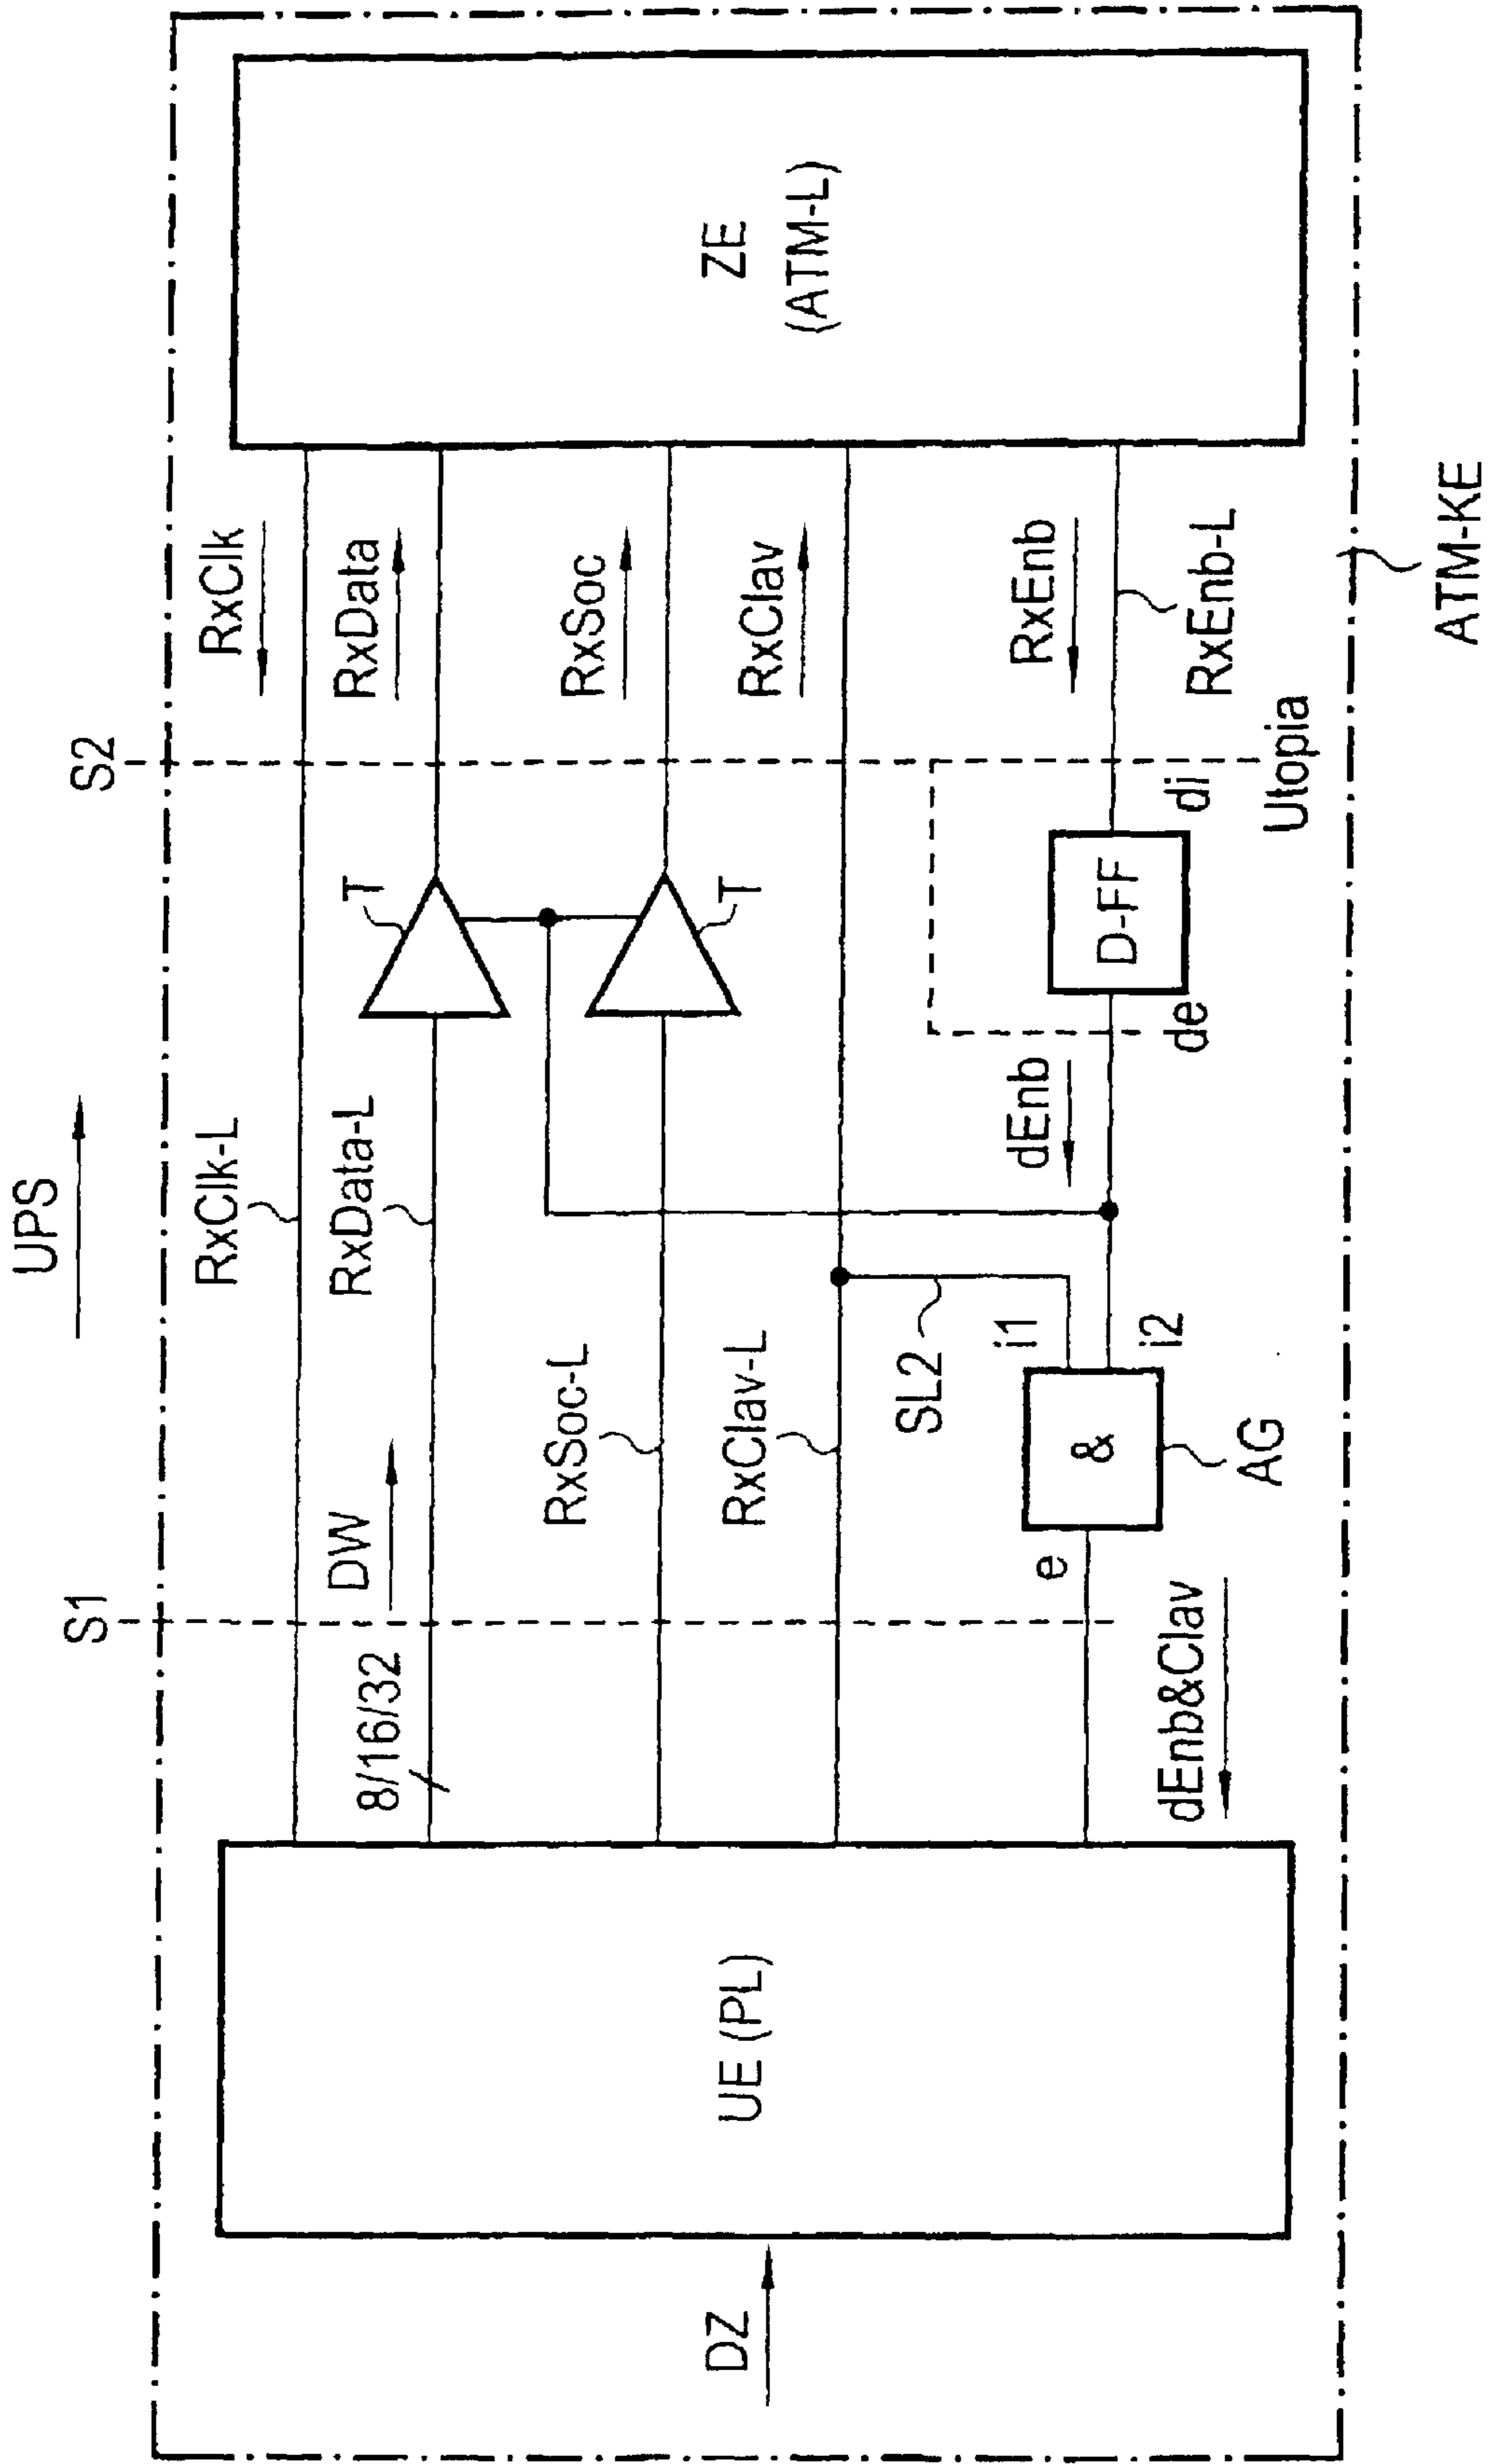 UPS
S1
S2
RxClk-L
RxClk
DW
8/16/32
RxData-L
T
RxData
RxSoc-L
T
RxSoc
RxClav-L
RxClav
DZ
UE (PL)
ZE
(ATM-L)
SL2
i1
i2
e
&
AG
dEnb&Clav
dEnb
de
D-FF
di
RxEnb
RxEnb-L
Utopia
ATM-KE